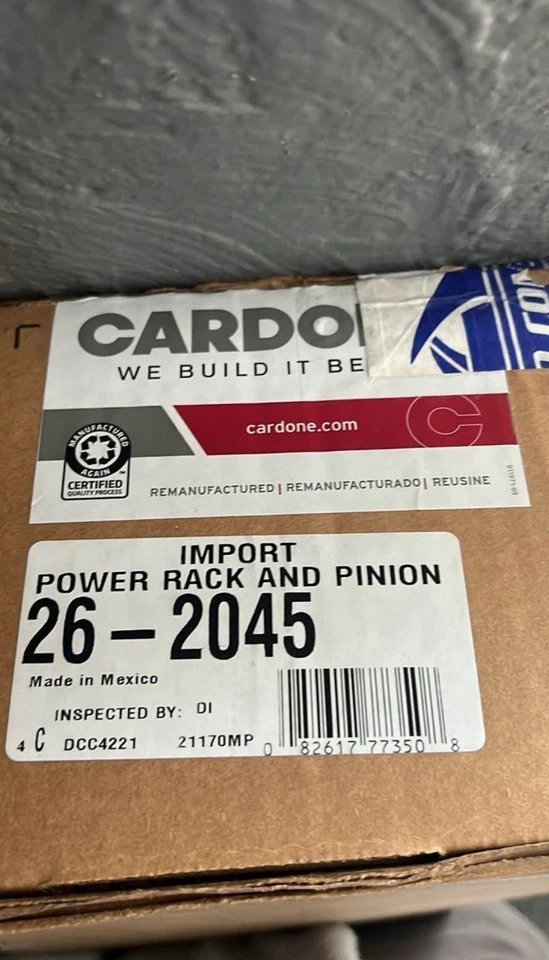 CARDO
WE BUILD IT BE
cardone.com
MANUFACTURED
AGAIN
CERTIFIED
QUALITY PROCESS
REMANUFACTURED | REMANUFACTURADO | REUSINE
IMPORT
POWER RACK AND PINION
26-2045
Made in Mexico
INSPECTED BY: DI
4 C DCC4221 21170MP
0 82617 77350 8